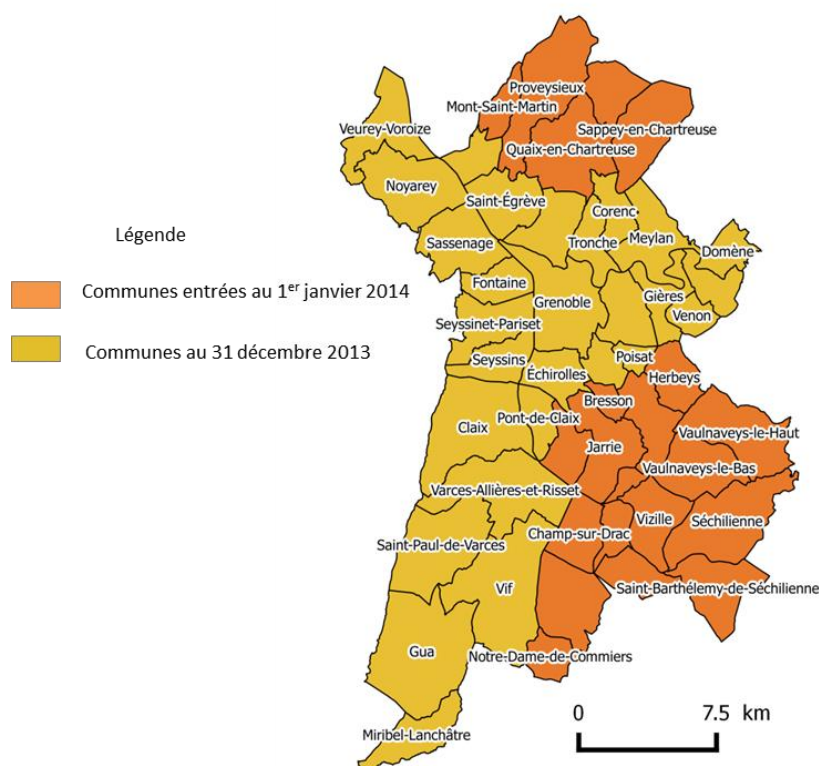 Proveysieux
Mont-Saint-Martin
Sappey-en-Chartreuse
Veurey-Voroize
Quaix-en-Chartreuse
Noyarey
Saint-Égrève
Corenc
Légende
Sassenage
Tronche
Meylan
Domène
Communes entrées au 1er janvier 2014
Fontaine
Grenoble
Gières
Venon
Seyssinet-Pariset
Communes au 31 décembre 2013
Seyssins
Poisat
Échirolles
Herbeys
Bresson
Pont-de-Claix
Claix
Vaulnaveys-le-Haut
Jarrie
Vaulnaveys-le-Bas
Varces-Allières-et-Risset
Vizille
Séchilienne
Champ-sur-Drac
Saint-Paul-de-Varces
Vif
Saint-Barthélemy-de-Séchilienne
Gua
Notre-Dame-de-Commiers
Miribel-Lanchâtre
0 7.5 km